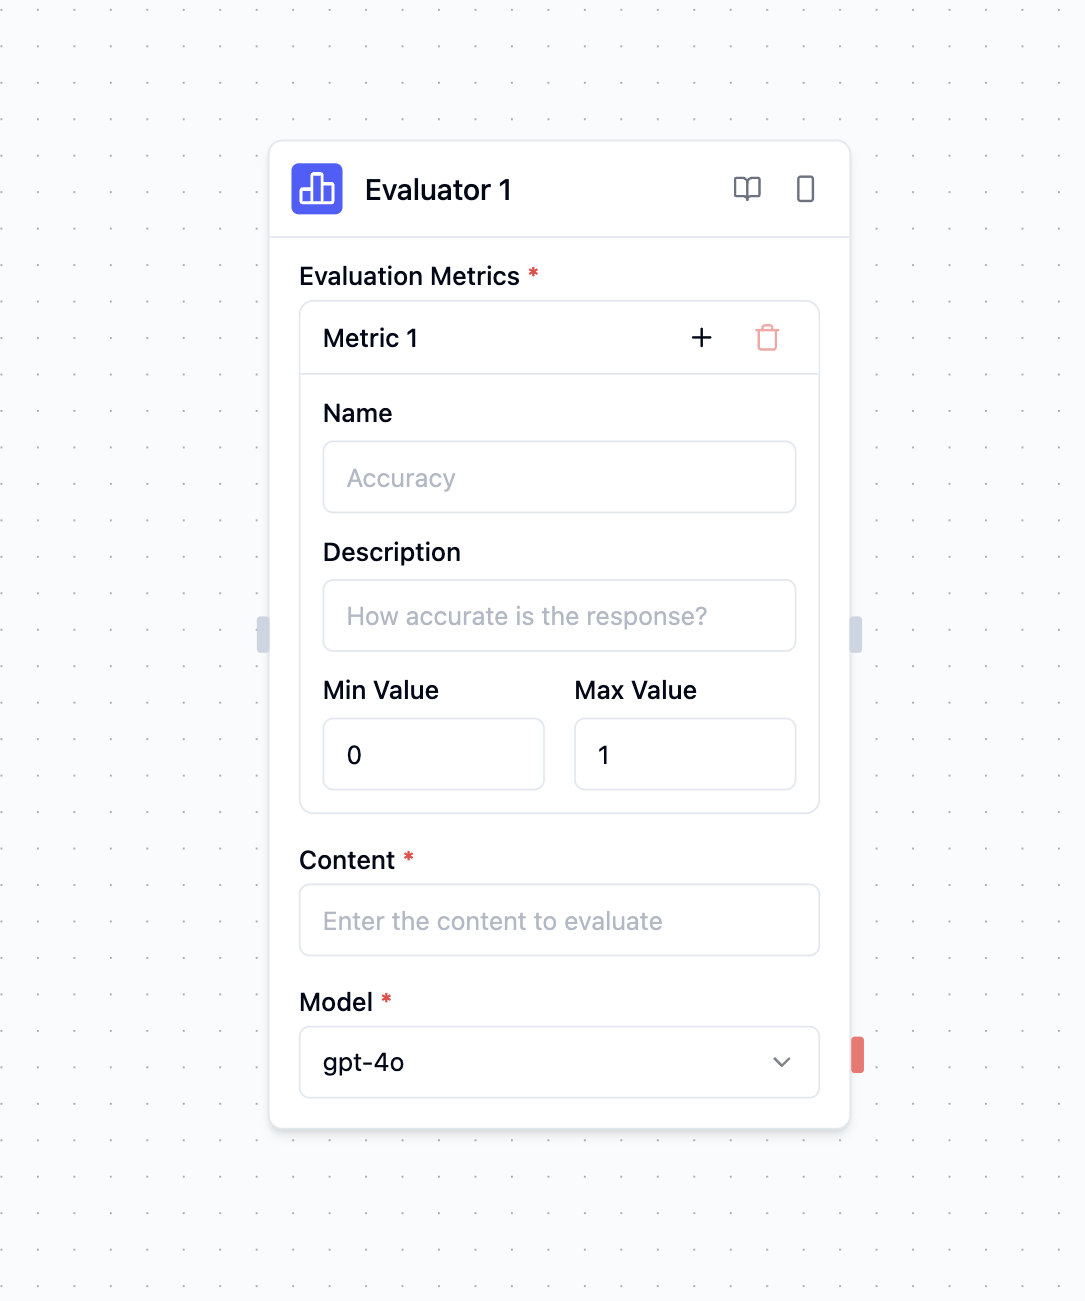 Evaluator 1
Evaluation Metrics *
Metric 1
Name
Accuracy
Description
How accurate is the response?
Min Value Max Value
0 1
Content *
Enter the content to evaluate
Model *
gpt-4o